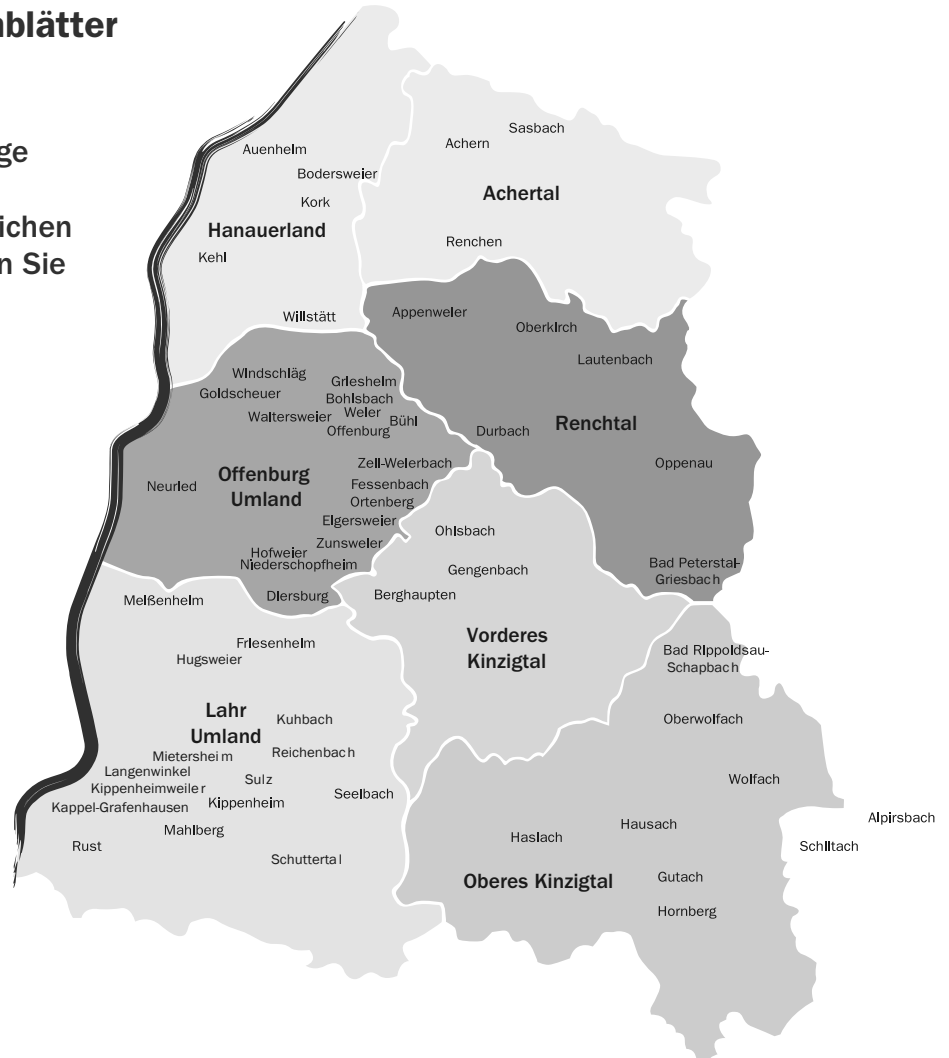 nblätter
ge
ichen
n Sie
Auenheim
Bodersweier
Kork
Hanauerland
Kehl
Willstätt
Sasbach
Achern
Achertal
Renchen
Appenweier
Oberkirch
Lautenbach
Durbach
Renchtal
Oppenau
Bad Peterstal-
Griesbach
Windschläg
Goldscheuer
Griesheim
Bohlsbach
Waltersweier
Weier
Bühl
Offenburg
Neuried
Offenburg
Umland
Zell-Weierbach
Fessenbach
Ortenberg
Elgersweier
Zunsweier
Hofweier
Niederschopfheim
Diersburg
Ohlsbach
Gengenbach
Berghaupten
Vorderes
Kinzigtal
Meißenheim
Friesenheim
Hugsweier
Lahr
Umland
Kuhbach
Mietersheim
Reichenbach
Langenwinkel
Sulz
Kippenheimweiler
Seelbach
Kappel-Grafenhausen
Kippenheim
Mahlberg
Rust
Schuttertal
Bad Rippoldsau-
Schapbach
Oberwolfach
Wolfach
Alpirsbach
Hausach
Haslach
Schiltach
Oberes Kinzigtal
Gutach
Hornberg